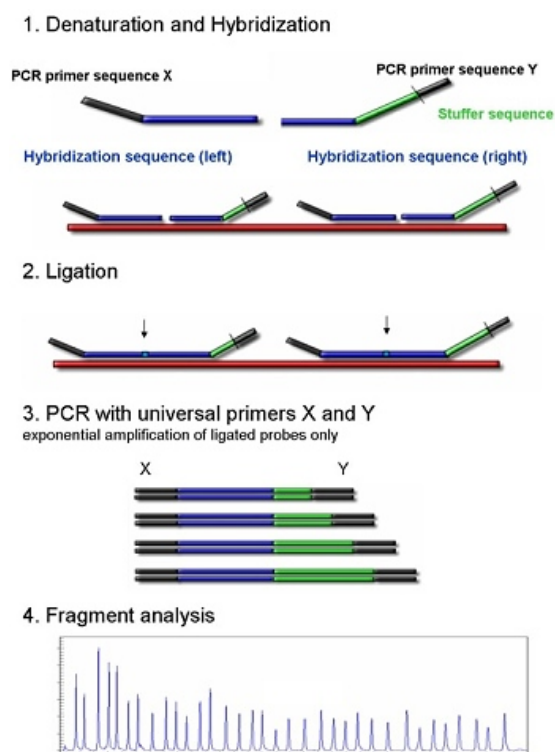 1. Denaturation and Hybridization
PCR primer sequence X
PCR primer sequence Y
Stuffer sequence
Hybridization sequence (left)
Hybridization sequence (right)
2. Ligation
3. PCR with universal primers X and Y
exponential amplification of ligated probes only
X Y
4. Fragment analysis